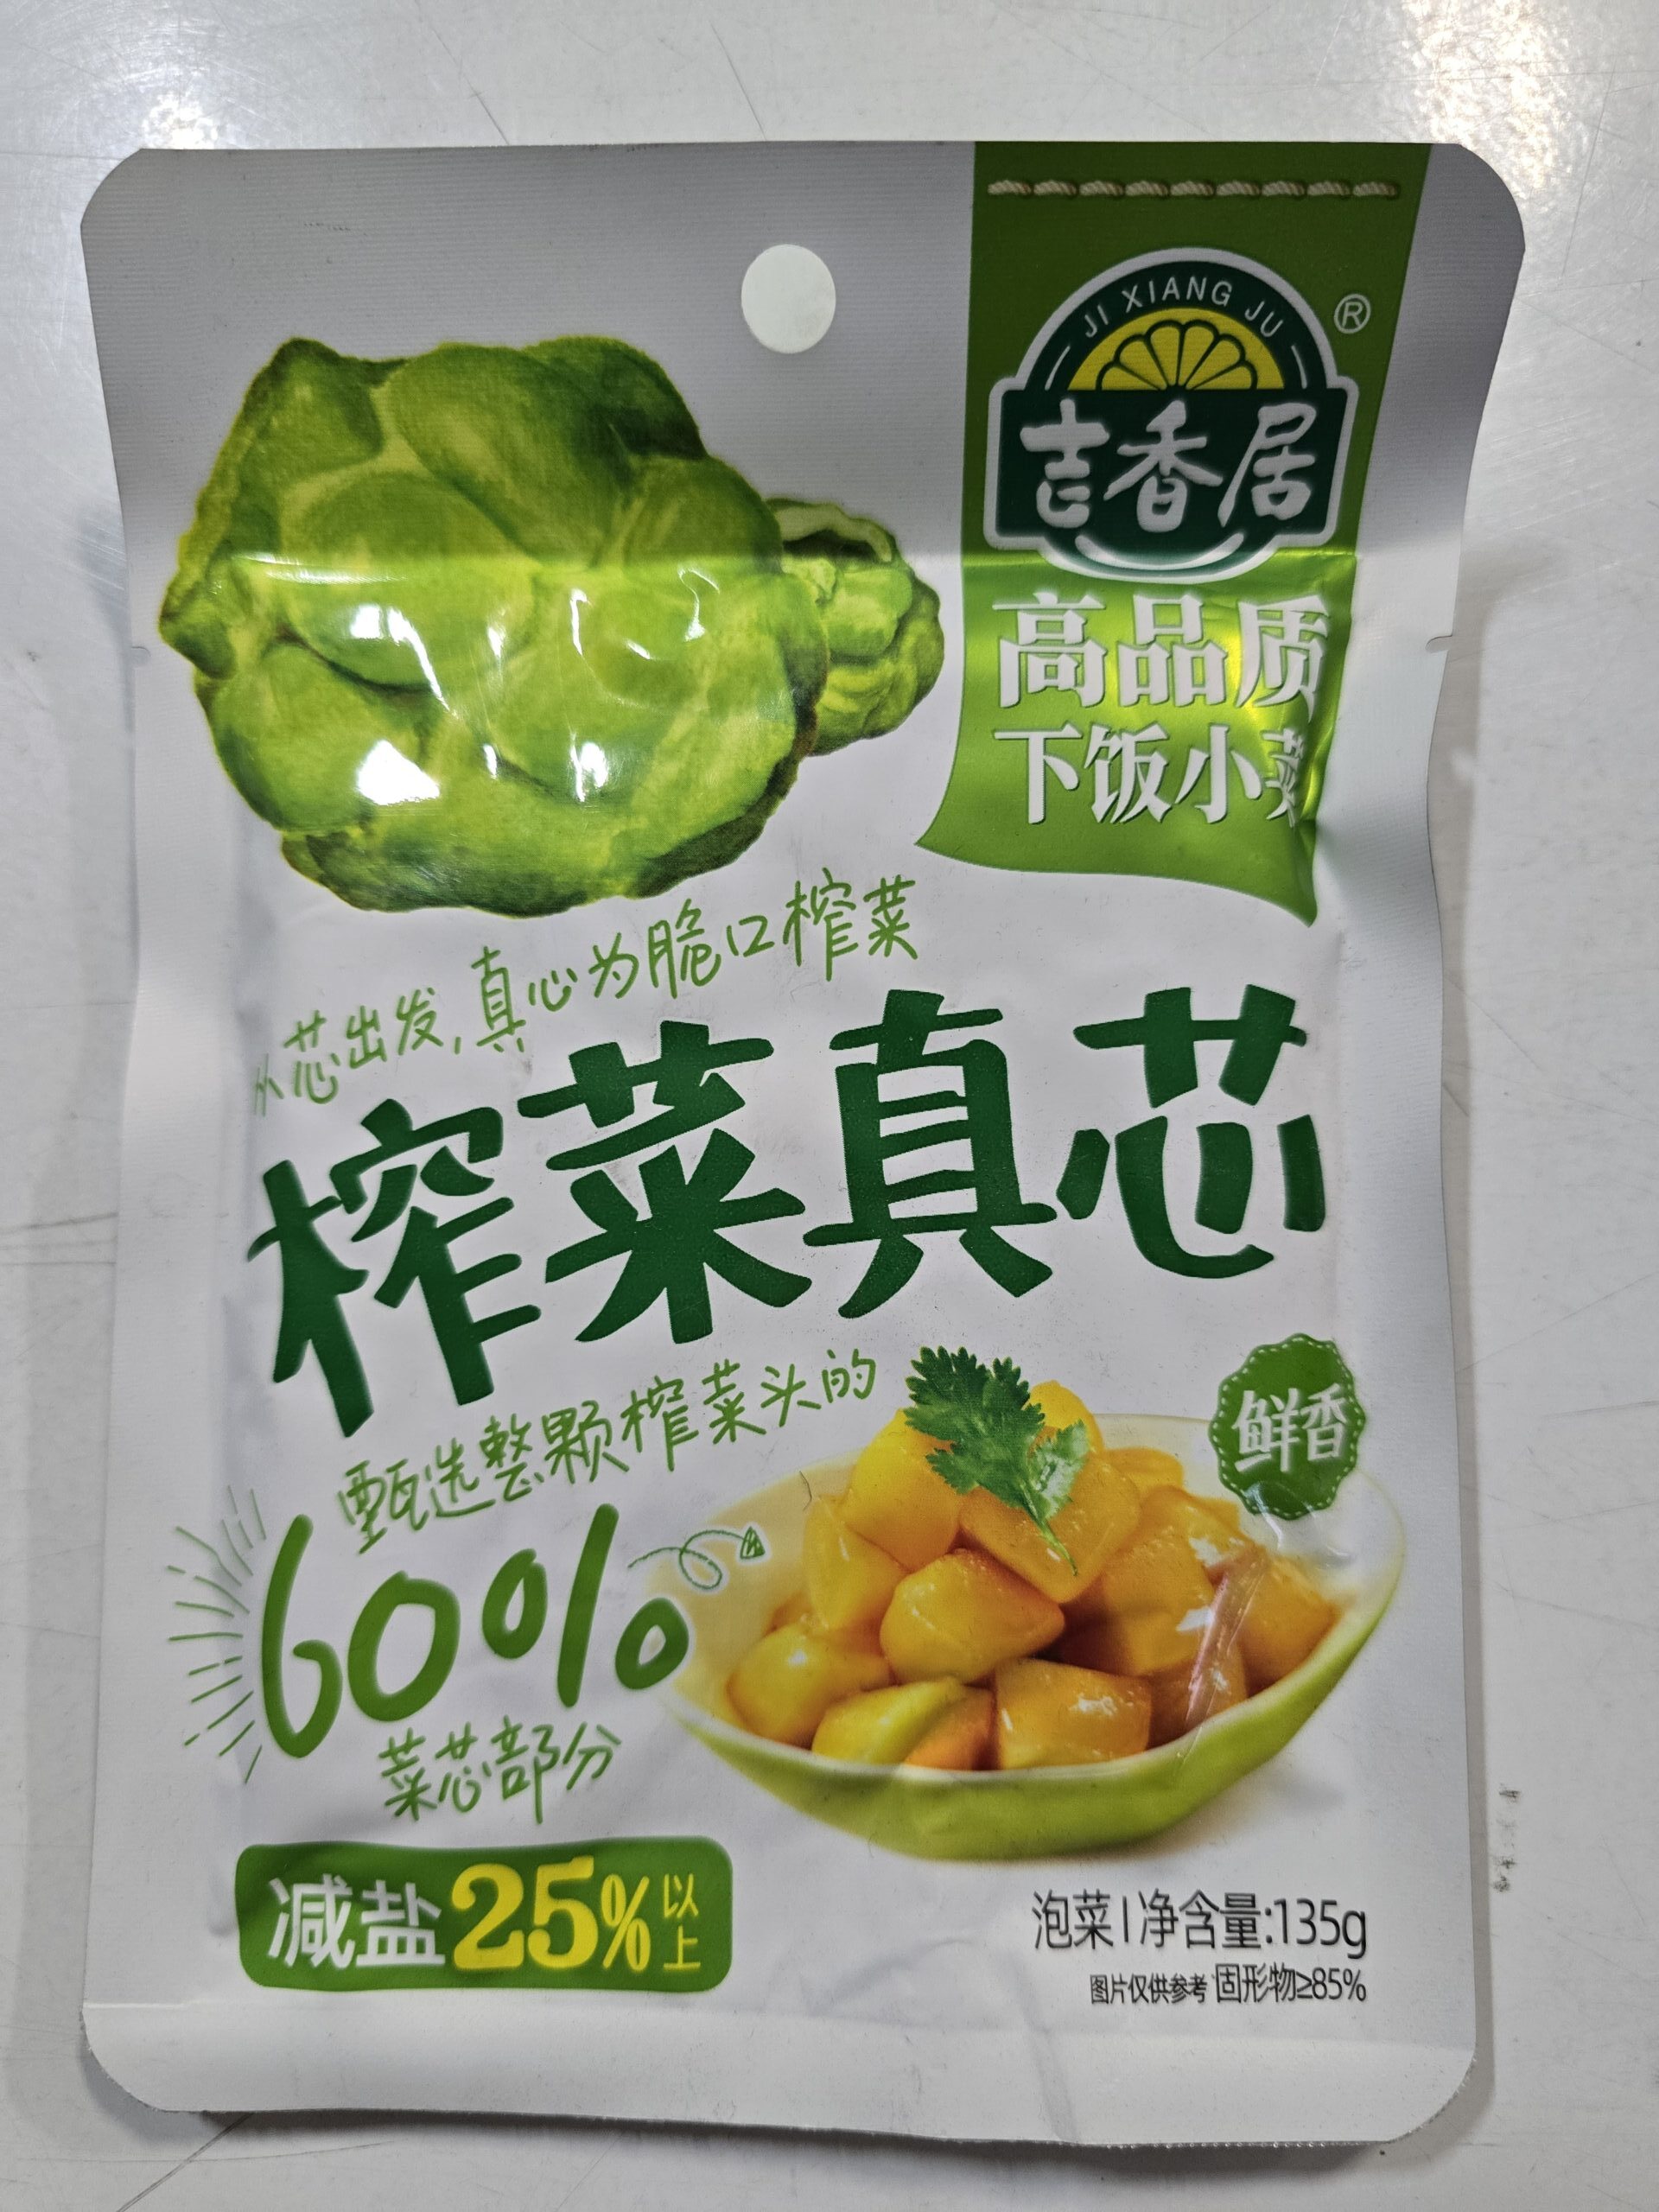 JI XIANG JU
®
吉香居
高品质
下饭小菜
从芯出发,真心为脆口榨菜
榨菜真芯
甄选整颗榨菜头的
60%
菜芯部分
鲜香
减盐25%以上
泡菜|净含量:135g
图片仅供参考 固形物≥85%